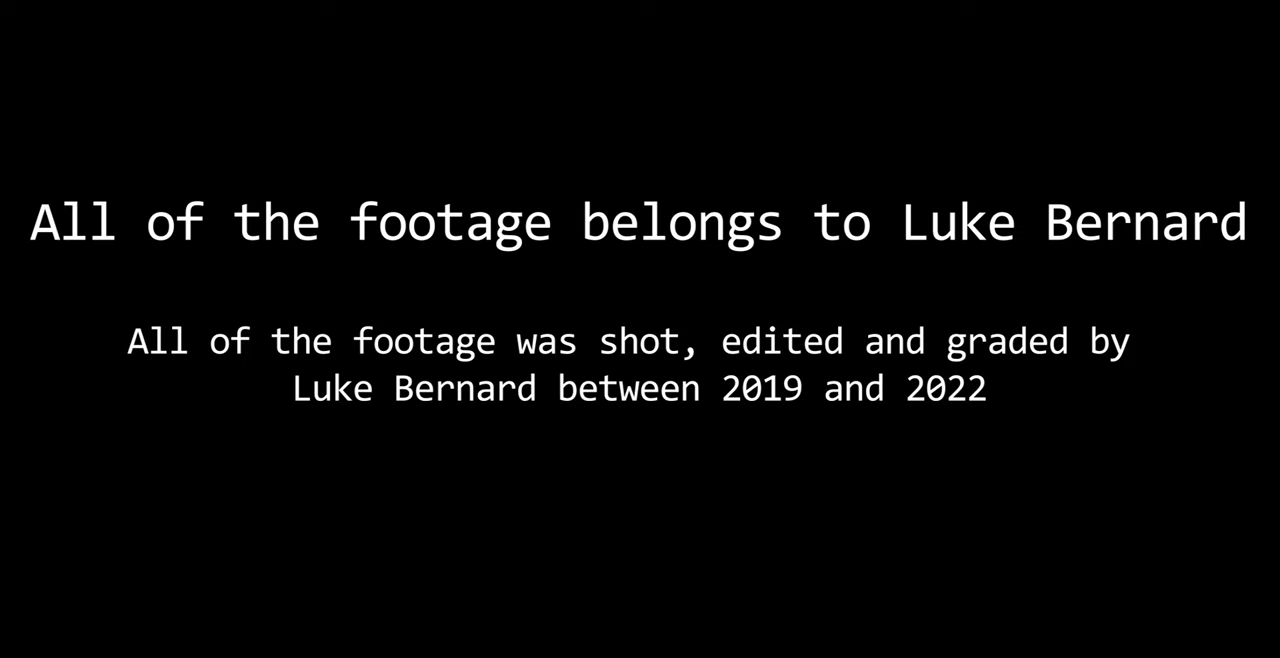 All of the footage belongs to Luke Bernard
All of the footage was shot, edited and graded by
Luke Bernard between 2019 and 2022